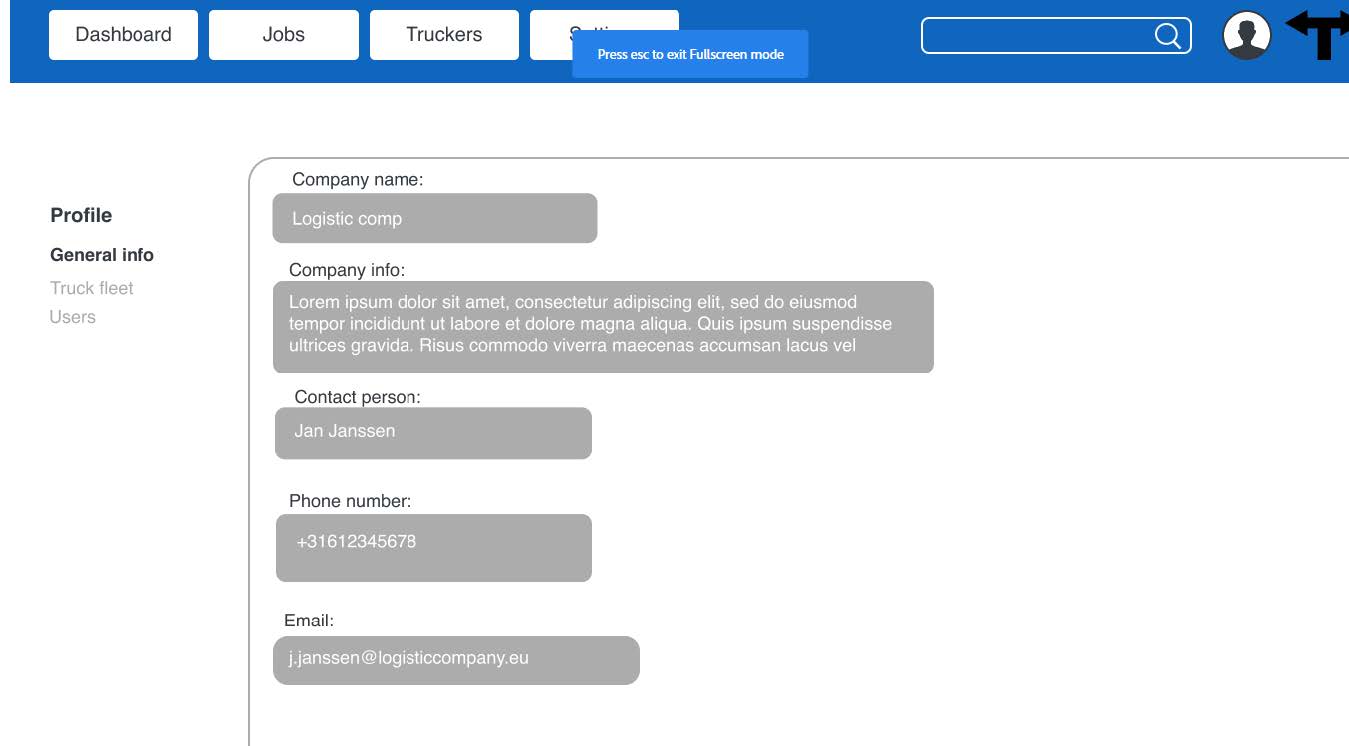 Dashboard
Jobs
Truckers
Press esc to exit Fullscreen mode
Profile
General info
Truck fleet
Users
Company name:
Logistic comp
Company info:
Lorem ipsum dolor sit amet, consectetur adipiscing elit, sed do eiusmod
tempor incididunt ut labore et dolore magna aliqua. Quis ipsum suspendisse
ultrices gravida. Risus commodo viverra maecenas accumsan lacus vel
Contact person:
Jan Janssen
Phone number:
+31612345678
Email:
j.janssen@logisticcompany.eu